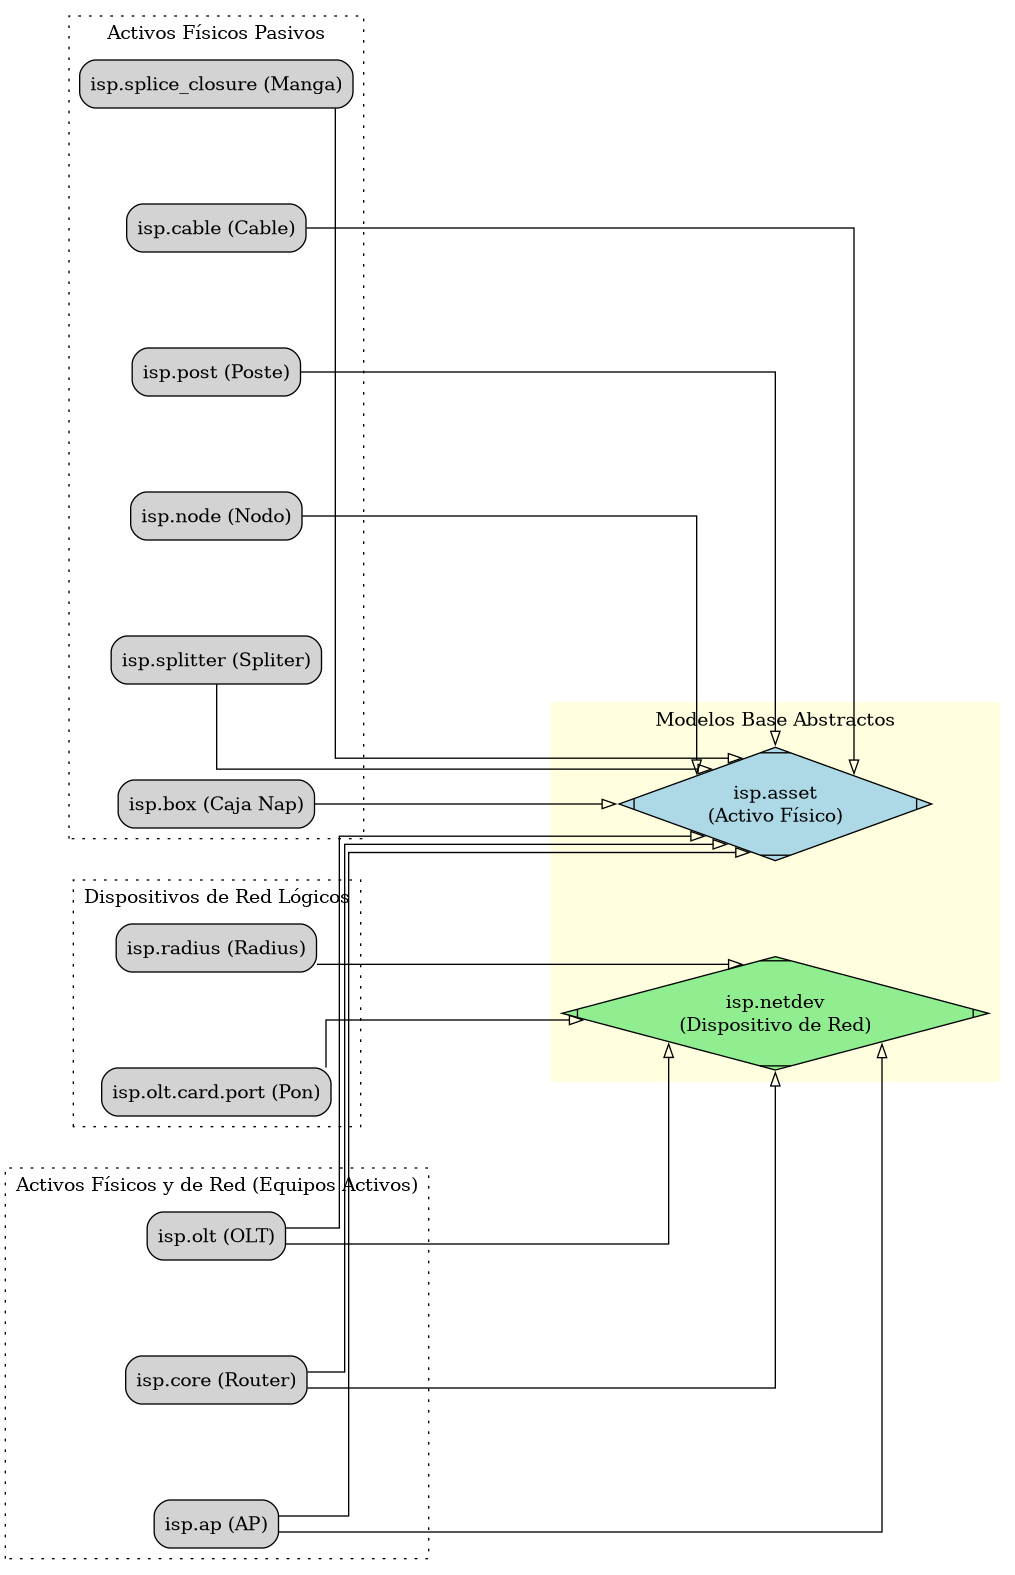 Activos Físicos Pasivos
isp.splice_closure (Manga)
isp.cable (Cable)
isp.post (Poste)
isp.node (Nodo)
isp.splitter (Spliter)
isp.box (Caja Nap)
Modelos Base Abstractos
isp.asset
(Activo Físico)
Dispositivos de Red Lógicos
isp.radius (Radius)
isp.olt.card.port (Pon)
isp.netdev
(Dispositivo de Red)
Activos Físicos y de Red (Equipos Activos)
isp.olt (OLT)
isp.core (Router)
isp.ap (AP)